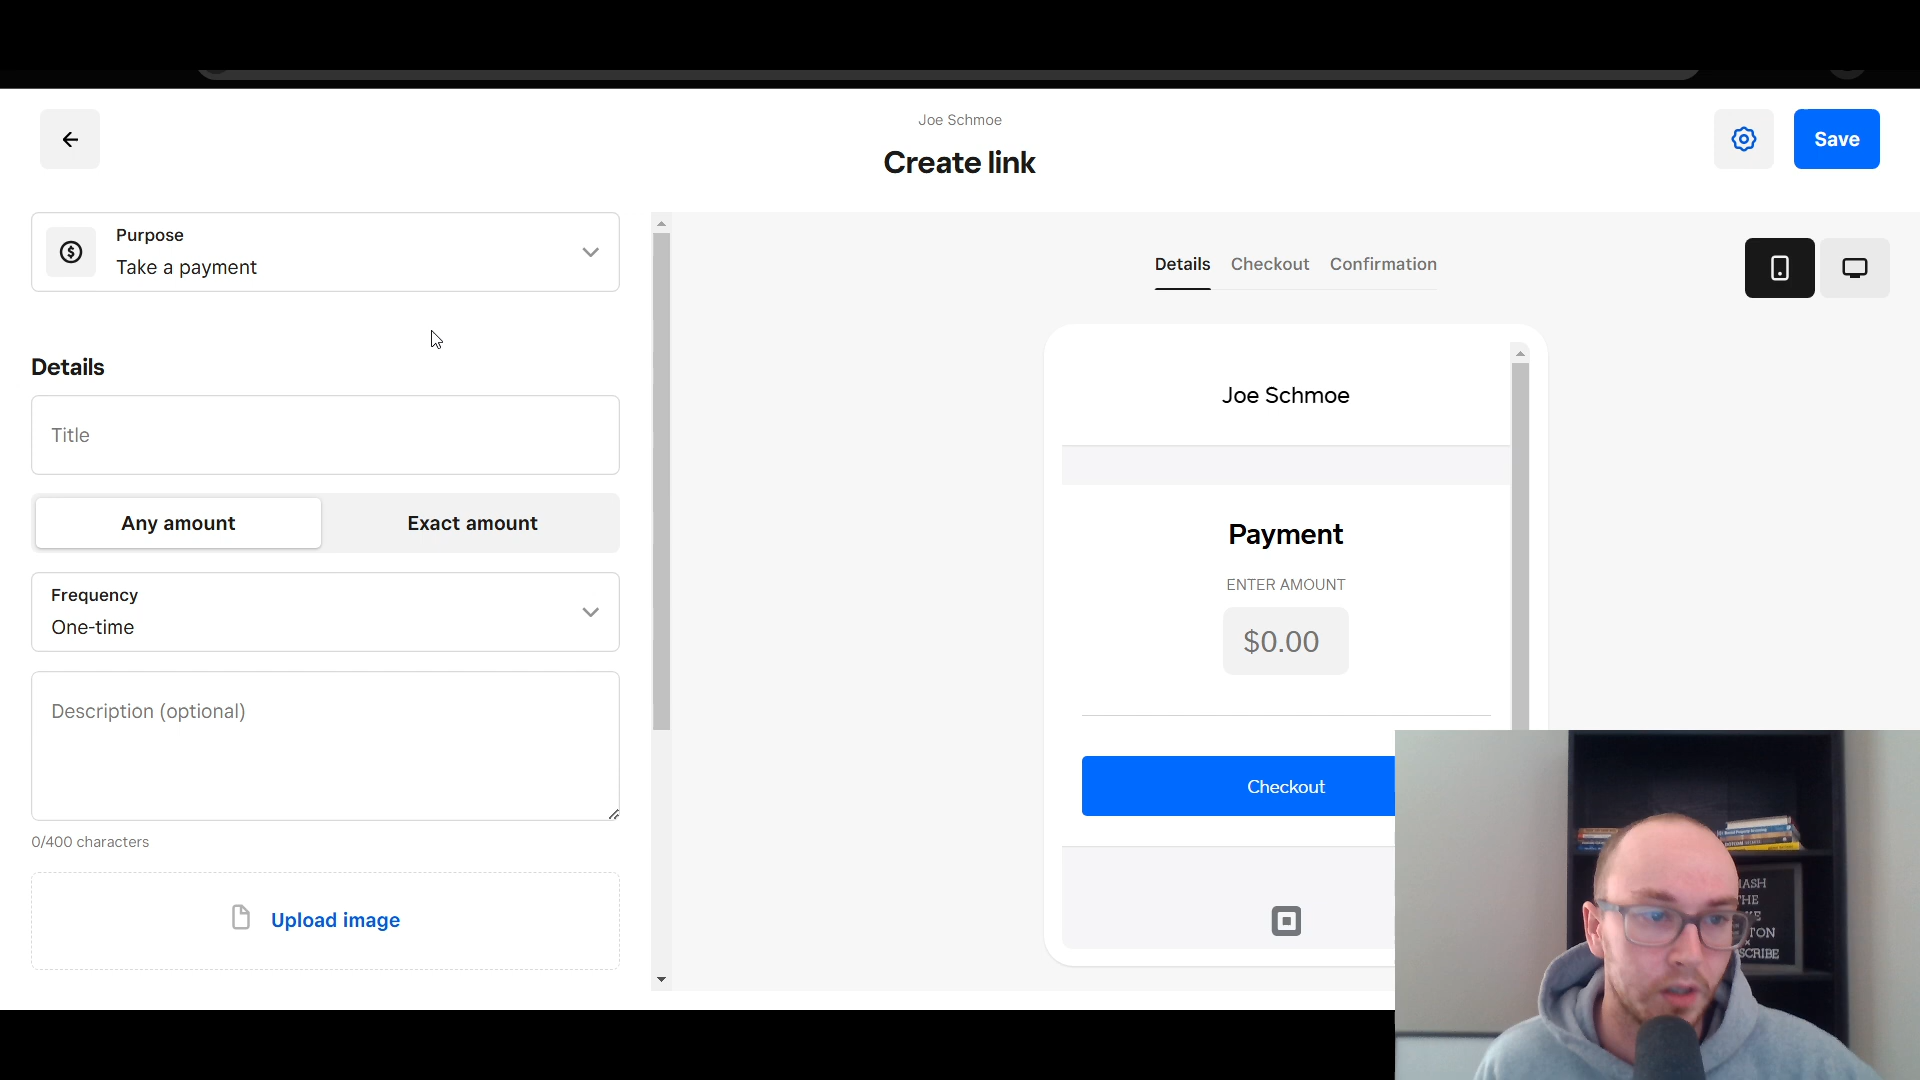 Joe Schmoe
Create link
Save
Purpose
Take a payment
Details
Title
Any amount
Exact amount
Frequency
One-time
Description (optional)
0/400 characters
Upload image
Details Checkout Confirmation
Joe Schmoe
Payment
ENTER AMOUNT
$0.00
Checkout
THE